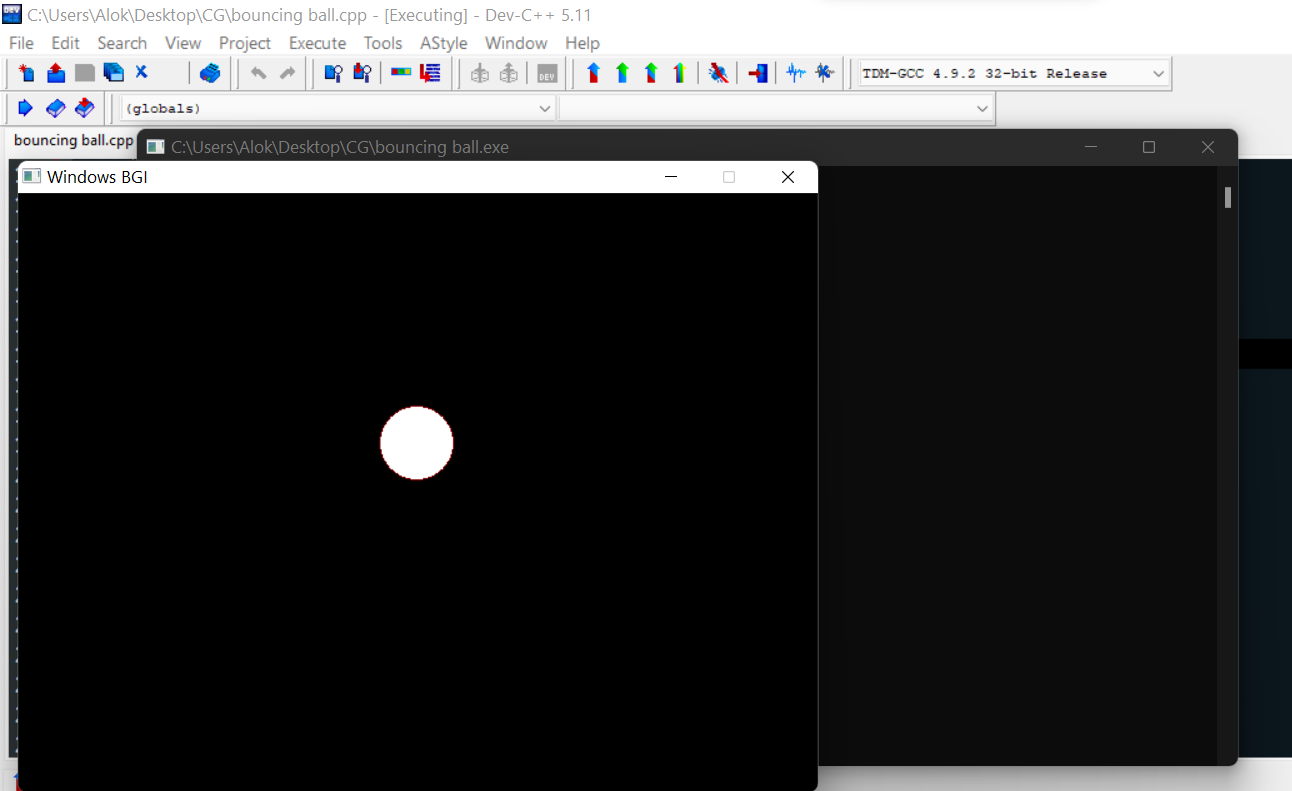 C:\Users\Alok\Desktop\CG\bouncing ball.cpp - [Executing] - Dev-C++ 5.11
File Edit Search View Project Execute Tools AStyle Window Help
DEV
TDM-GCC 4.9.2 32-bit Release
(globals)
bouncing ball.cpp
C:\Users\Alok\Desktop\CG\bouncing ball.exe
Windows BGI